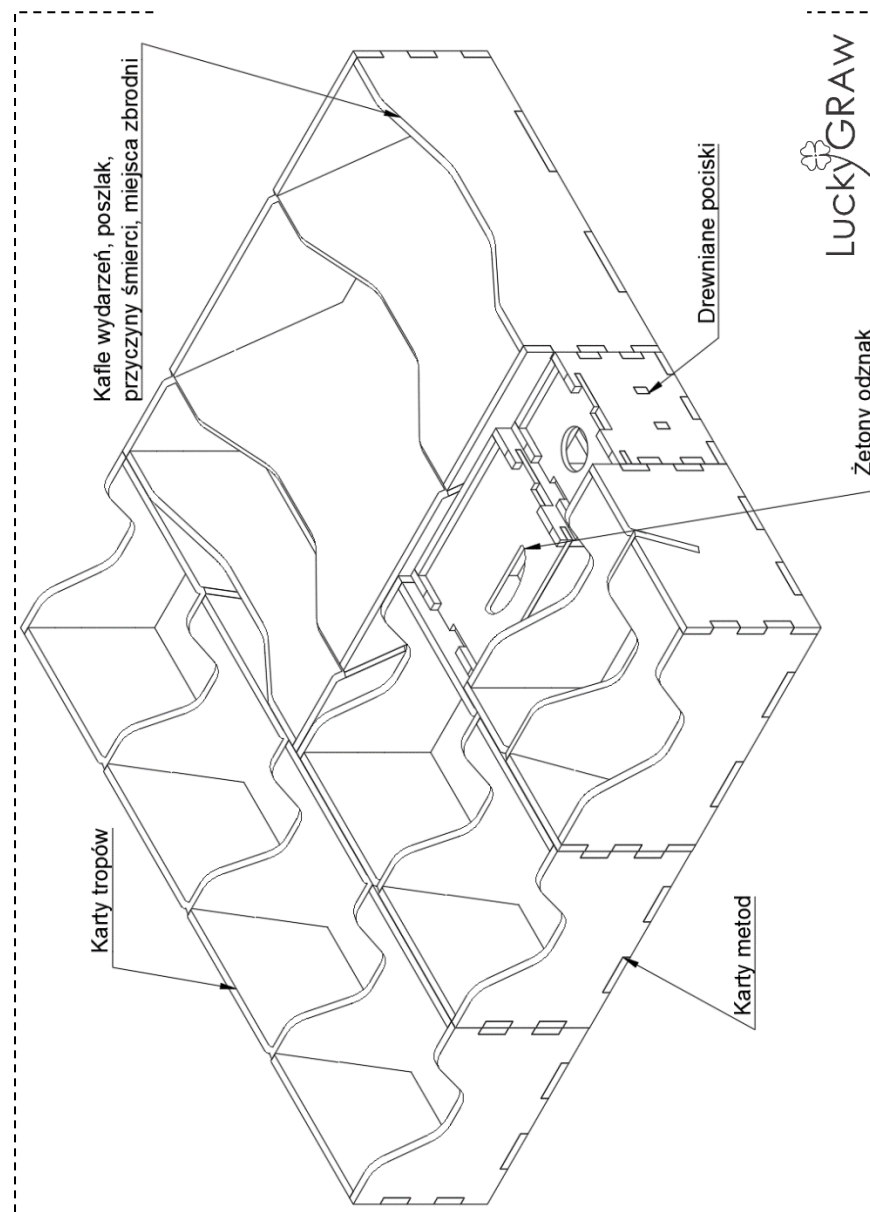 Kafle wydarzeń, poszlak,
przyczyny śmierci, miejsca zbrodni
Karty tropów
Drewniane pociski
LuckyGRAW
Żetony odznak
Karty metod